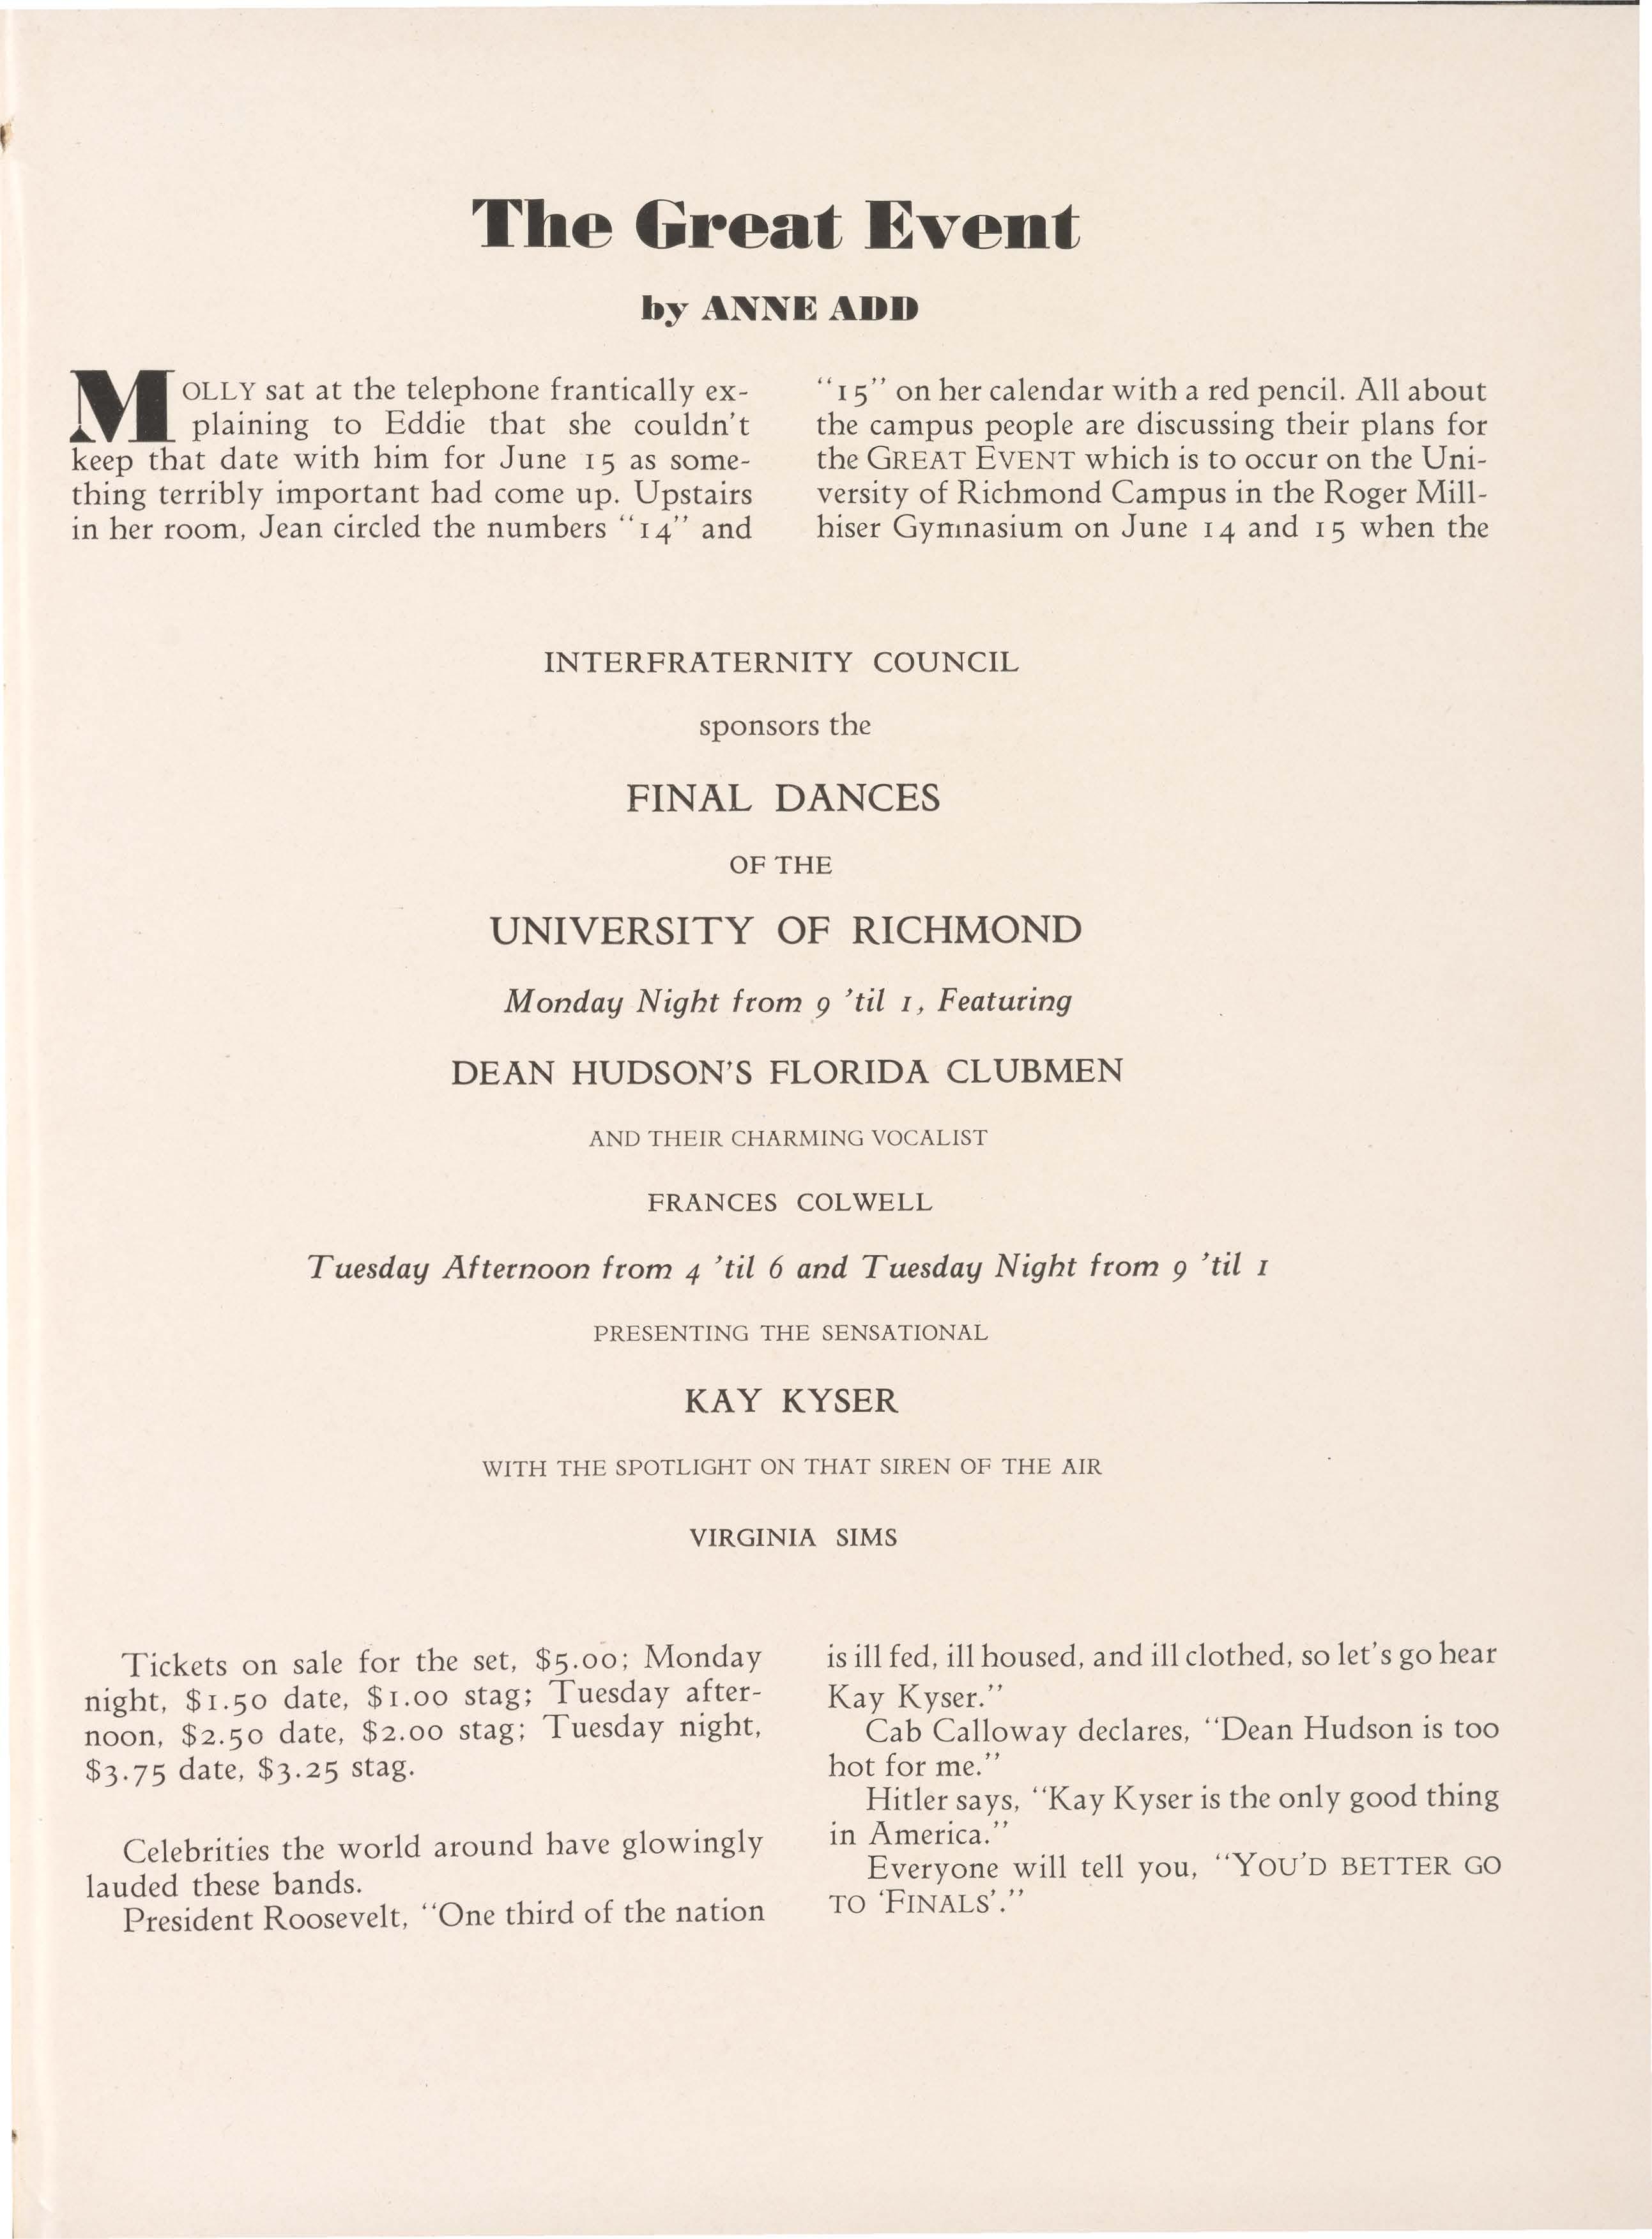 The Great Event
by ANNE ADD
MOLLY sat at the telephone frantically ex-
plaining to Eddie that she couldn't
keep that date with him for June 15 as some-
thing terribly important had come up. Upstairs
in her room, Jean circled the numbers "14" and
"15" on her calendar with a red pencil. All about
the campus people are discussing their plans for
the GREAT EVENT which is to occur on the Uni-
versity of Richmond Campus in the Roger Mill-
hiser Gymnasium on June 14 and 15 when the
INTERFRATERNITY COUNCIL
sponsors the
FINAL DANCES
OF THE
UNIVERSITY OF RICHMOND
Monday Night from 9 'til 1, Featuring
DEAN HUDSON'S FLORIDA CLUBMEN
AND THEIR CHARMING VOCALIST
FRANCES COLWELL
Tuesday Afternoon from 4 'til 6 and Tuesday Night from 9 'til 1
PRESENTING THE SENSATIONAL
KAY KYSER
WITH THE SPOTLIGHT ON THAT SIREN OF THE AIR
VIRGINIA SIMS
Tickets on sale for the set, $5.00; Monday
night, $1.50 date, $1.00 stag; Tuesday after-
noon, $2.50 date, $2.00 stag; Tuesday night,
$3.75 date, $3.25 stag.
Celebrities the world around have glowingly
lauded these bands.
President Roosevelt, "One third of the nation
is ill fed, ill housed, and ill clothed, so let's go hear
Kay Kyser."
Cab Calloway declares, "Dean Hudson is too
hot for me."
Hitler says, "Kay Kyser is the only good thing
in America."
Everyone will tell you, "YOU'D BETTER GO
TO 'FINALS'."